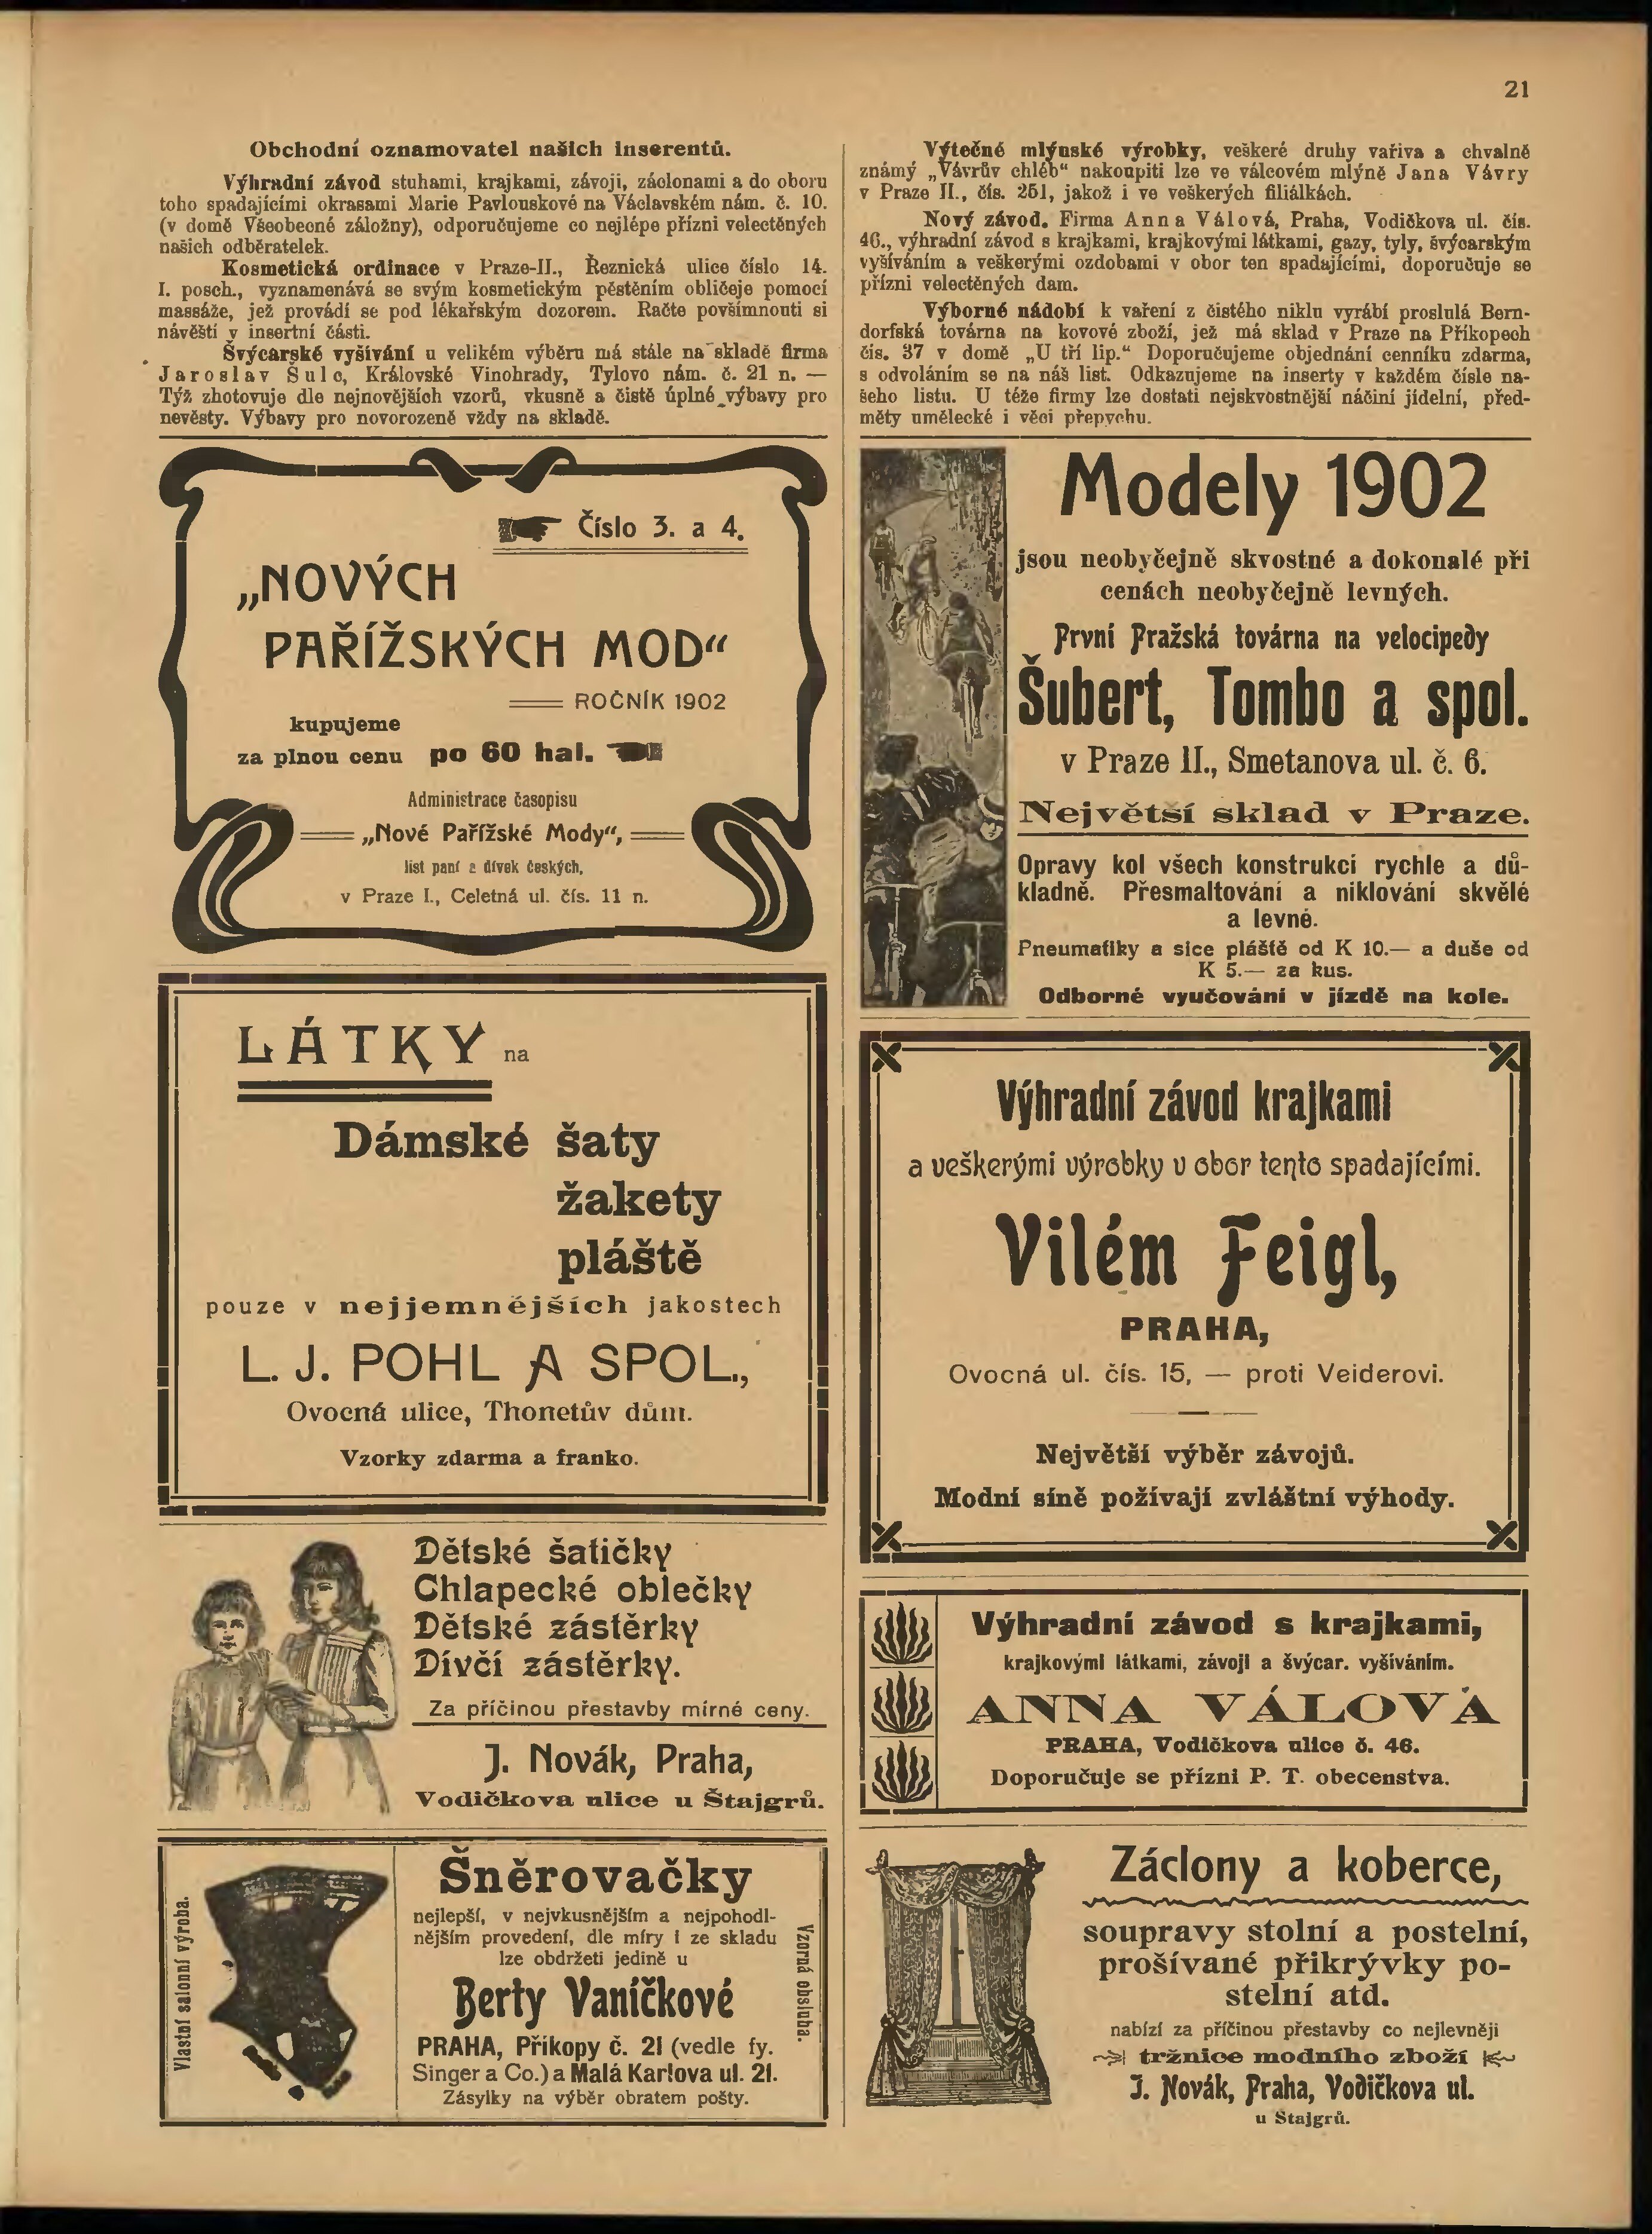 21
Obchodní oznamovatel našich inserentů.
Výhradní závod stuhami, krajkami, závoji, záclonami a do oboru
toho spadajícími okrasami Marie Pavlouskové na Václavském nám. č. 10.
(v domě Všeobecné záložny), odporučujeme co nejlépe přízni velectěných
našich odběratelek.
Kosmetická ordinace v Praze-II., Řeznická ulice číslo 14.
I. posch., vyznamenává se svým kosmetickým pěstěním obličeje pomocí
massáže, jež provádí se pod lékařským dozorem. Račte povšimnouti si
návěští v insertní části.
Švýcarské vyšívání u velikém výběru má stále na skladě firma
Jaroslav Šulc, Královské Vinohrady, Tylovo nám. č. 21 n. —
Týž zhotovuje dle nejnovějších vzorů, vkusně a čistě úplné výbavy pro
nevěsty. Výbavy pro novorozeně vždy na skladě.
Číslo 3. a 4.
„NOVÝCH
PAŘÍŽSKÝCH MOD“
ROČNÍK 1902
kupujeme
za plnou cenu po 60 hal.
Administrace časopisu
„Nové Pařížské Mody“,
list paní a dívek českých,
v Praze I., Celetná ul. čís. 11 n.
LÁTKY na
Dámské šaty
žakety
pláště
pouze v nejjemnějších jakostech
L. J. POHL A SPOL.,
Ovocná ulice, Thonetův dům.
Vzorky zdarma a franko.
Dětské šatičky
Chlapecké oblečky
Dětské zástěrky
Dívčí zástěrky.
Za příčinou přestavby mírné ceny.
J. Novák, Praha,
Vodičkova ulice u Štajgrů.
Vlastní salonní výroba.
Šněrovačky
nejlepší, v nejvkusnějším a nejpohodl-
nějším provedení, dle míry i ze skladu
lze obdržeti jedině u
Berty Vaníčkové
PRAHA, Příkopy č. 21 (vedle fy.
Singer a Co.) a Malá Karlova ul. 21.
Zásylky na výběr obratem pošty.
Vzorná obsluha.
Výtečné mlýnské výrobky, veškeré druhy vařiva a chvalně
známý „Vávrův chléb“ nakoupiti lze ve válcovém mlýně Jana Vávry
v Praze II., čís. 251, jakož i ve veškerých filiálkách.
Nový závod. Firma Anna Válová, Praha, Vodičkova ul. čís.
46., výhradní závod s krajkami, krajkovými látkami, gazy, tyly, švýcarským
vyšíváním a veškerými ozdobami v obor ten spadajícími, doporučuje se
přízni velectěných dam.
Výborné nádobí k vaření z čistého niklu vyrábí proslulá Bern-
dorfská továrna na kovové zboží, jež má sklad v Praze na Příkopech
čís. 37 v domě „U tří lip.“ Doporučujeme objednání cenníku zdarma,
s odvoláním se na náš list. Odkazujeme na inserty v každém čísle na-
šeho listu. U téže firmy lze dostati nejskvostnější náčiní jídelní, před-
měty umělecké i věci přepychu.
Modely 1902
jsou neobyčejně skvostné a dokonalé při
cenách neobyčejně levných.
První Pražská továrna na velocipedy
Šubert, Tombo a spol.
v Praze II., Smetanova ul. č. 6.
Největší sklad v Praze.
Opravy kol všech konstrukcí rychle a dů-
kladně. Přesmaltování a niklování skvělé
a levné.
Pneumatiky a sice pláště od K 10.— a duše od
K 5.— za kus.
Odborné vyučování v jízdě na kole.
Výhradní závod krajkami
a veškerými výrobky v obor tento spadajícími.
Vilém Feigl,
PRAHA,
Ovocná ul. čís. 15, — proti Veiderovi.
Největší výběr závojů.
Modní síně požívají zvláštní výhody.
Výhradní závod s krajkami,
krajkovými látkami, závoji a švýcar. vyšíváním.
ANNA VÁLOVÁ
PRAHA, Vodičkova ulice č. 46.
Doporučuje se přízni P. T. obecenstva.
Záclony a koberce,
soupravy stolní a postelní,
prošívané přikrývky po-
stelní atd.
nabízí za příčinou přestavby co nejlevněji
tržnice modního zboží
J. Novák, Praha, Vodičkova ul.
u Štajgrů.